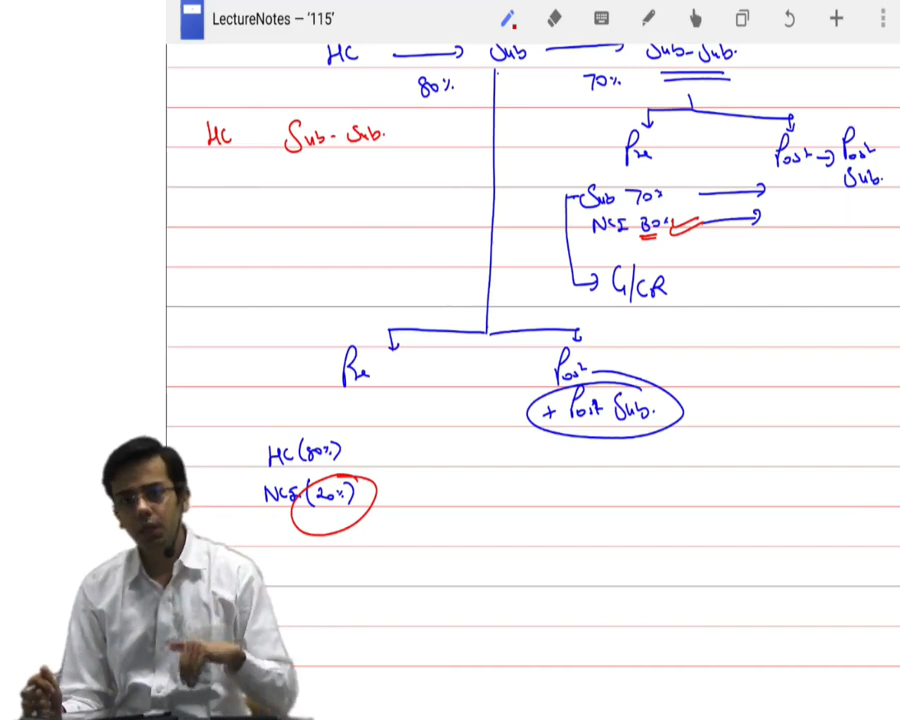 LectureNotes – '115'
HC → Sub → Sub-Sub.
80% 70%
HC Sub-Sub.
Pre Post → Post Sub.
Sub 70% →
NCI 30% →
→ G/CR
Pre Post
+ Post Sub.
HC (80%)
NCI (20%)